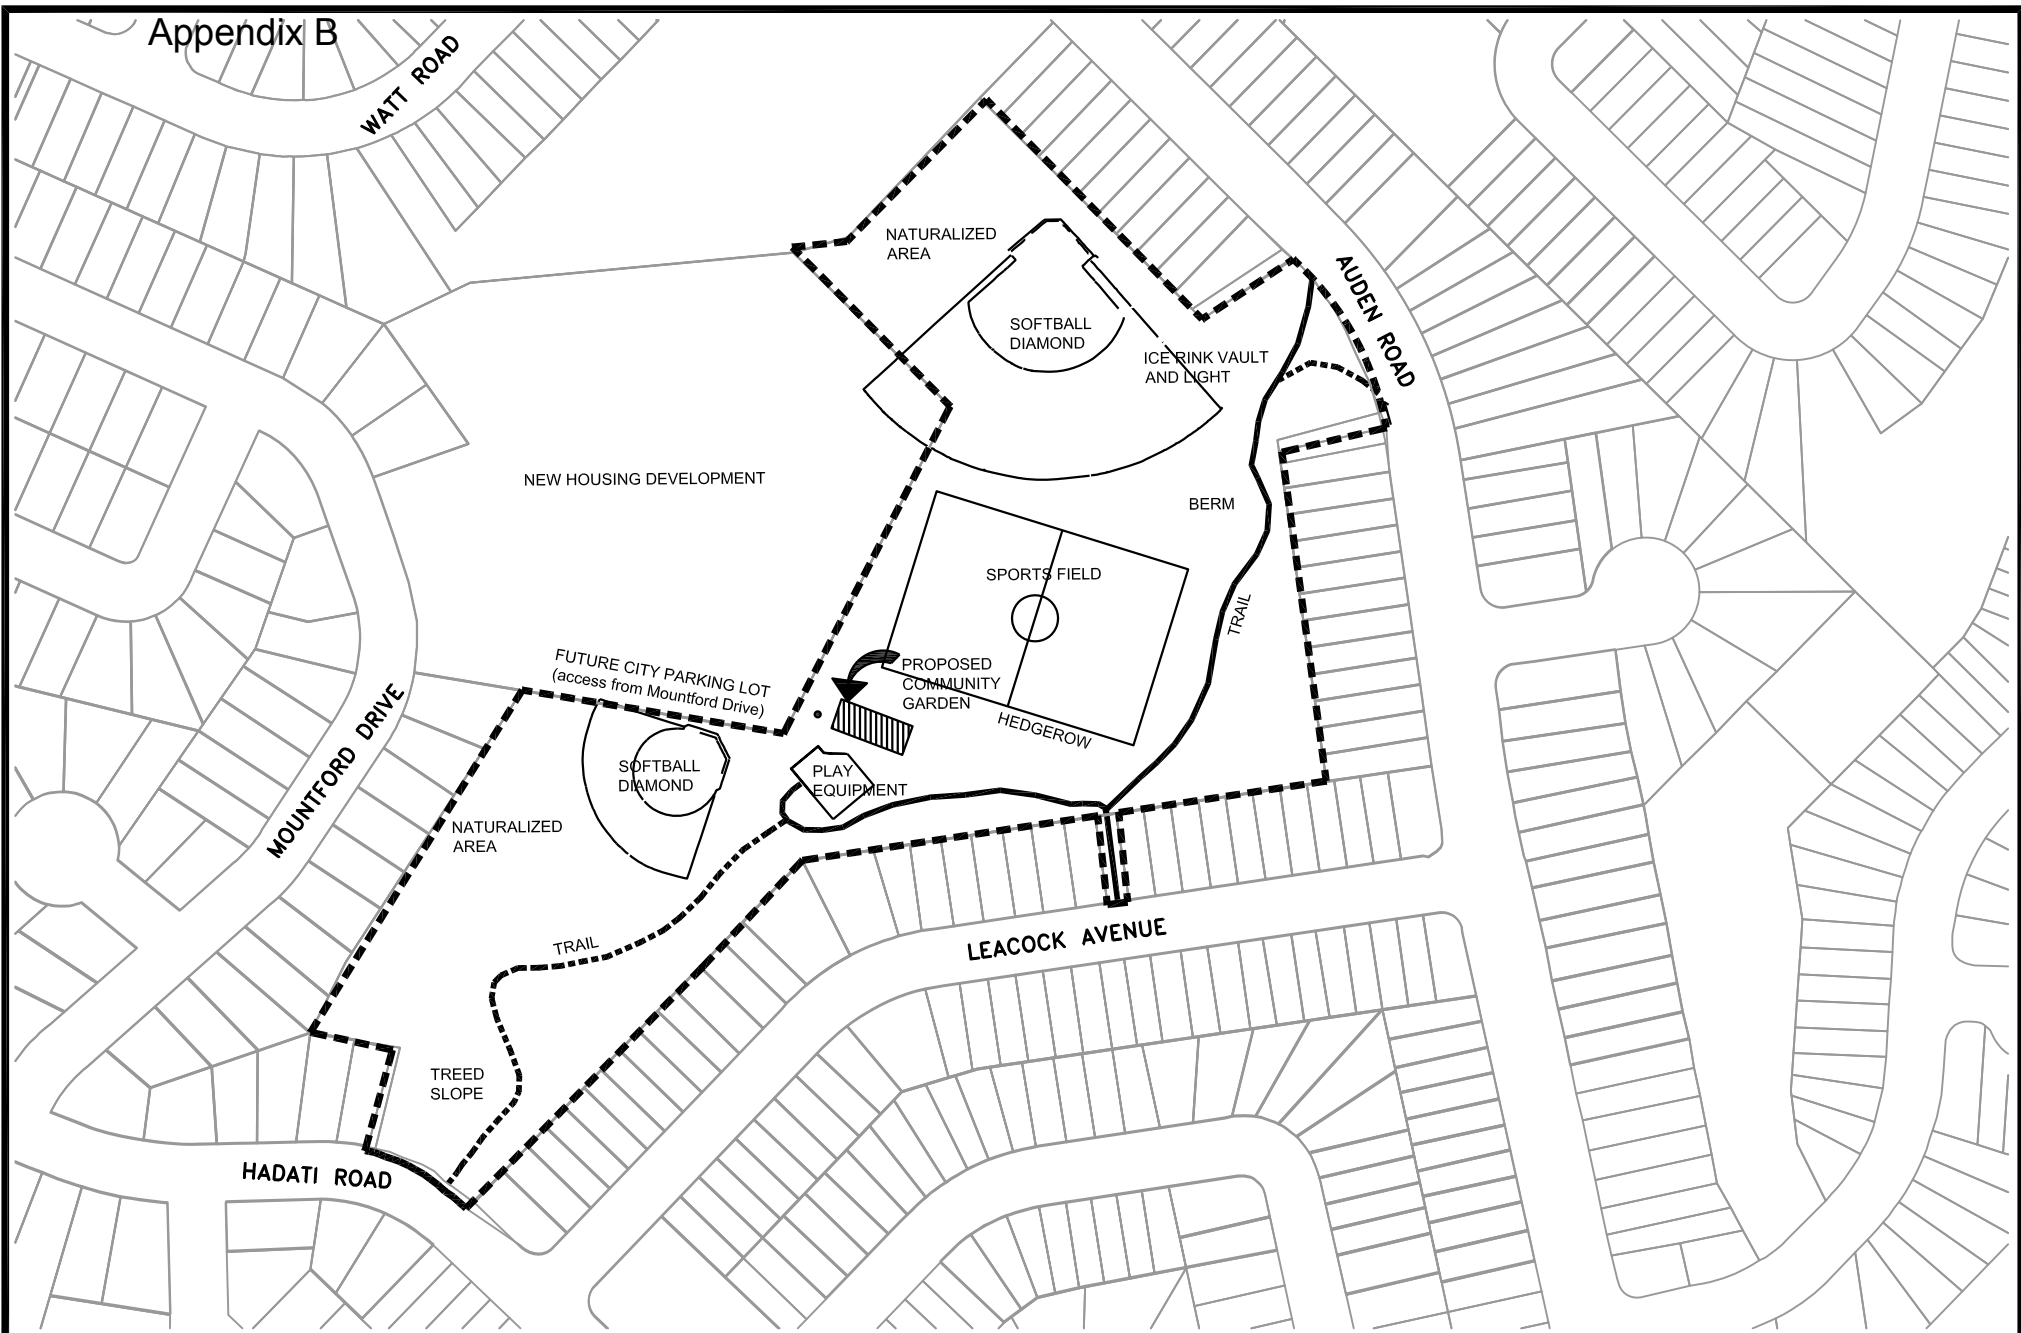 Appendix B
WATT ROAD
NATURALIZED
AREA
SOFTBALL
DIAMOND
AUDEN ROAD
ICE RINK VAULT
AND LIGHT
NEW HOUSING DEVELOPMENT
BERM
SPORTS FIELD
TRAIL
FUTURE CITY PARKING LOT
(access from Mountford Drive)
PROPOSED
COMMUNITY
GARDEN
HEDGEROW
MOUNTFORD DRIVE
SOFTBALL
DIAMOND
PLAY
EQUIPMENT
NATURALIZED
AREA
TRAIL
LEACOCK AVENUE
TREED
SLOPE
HADATI ROAD